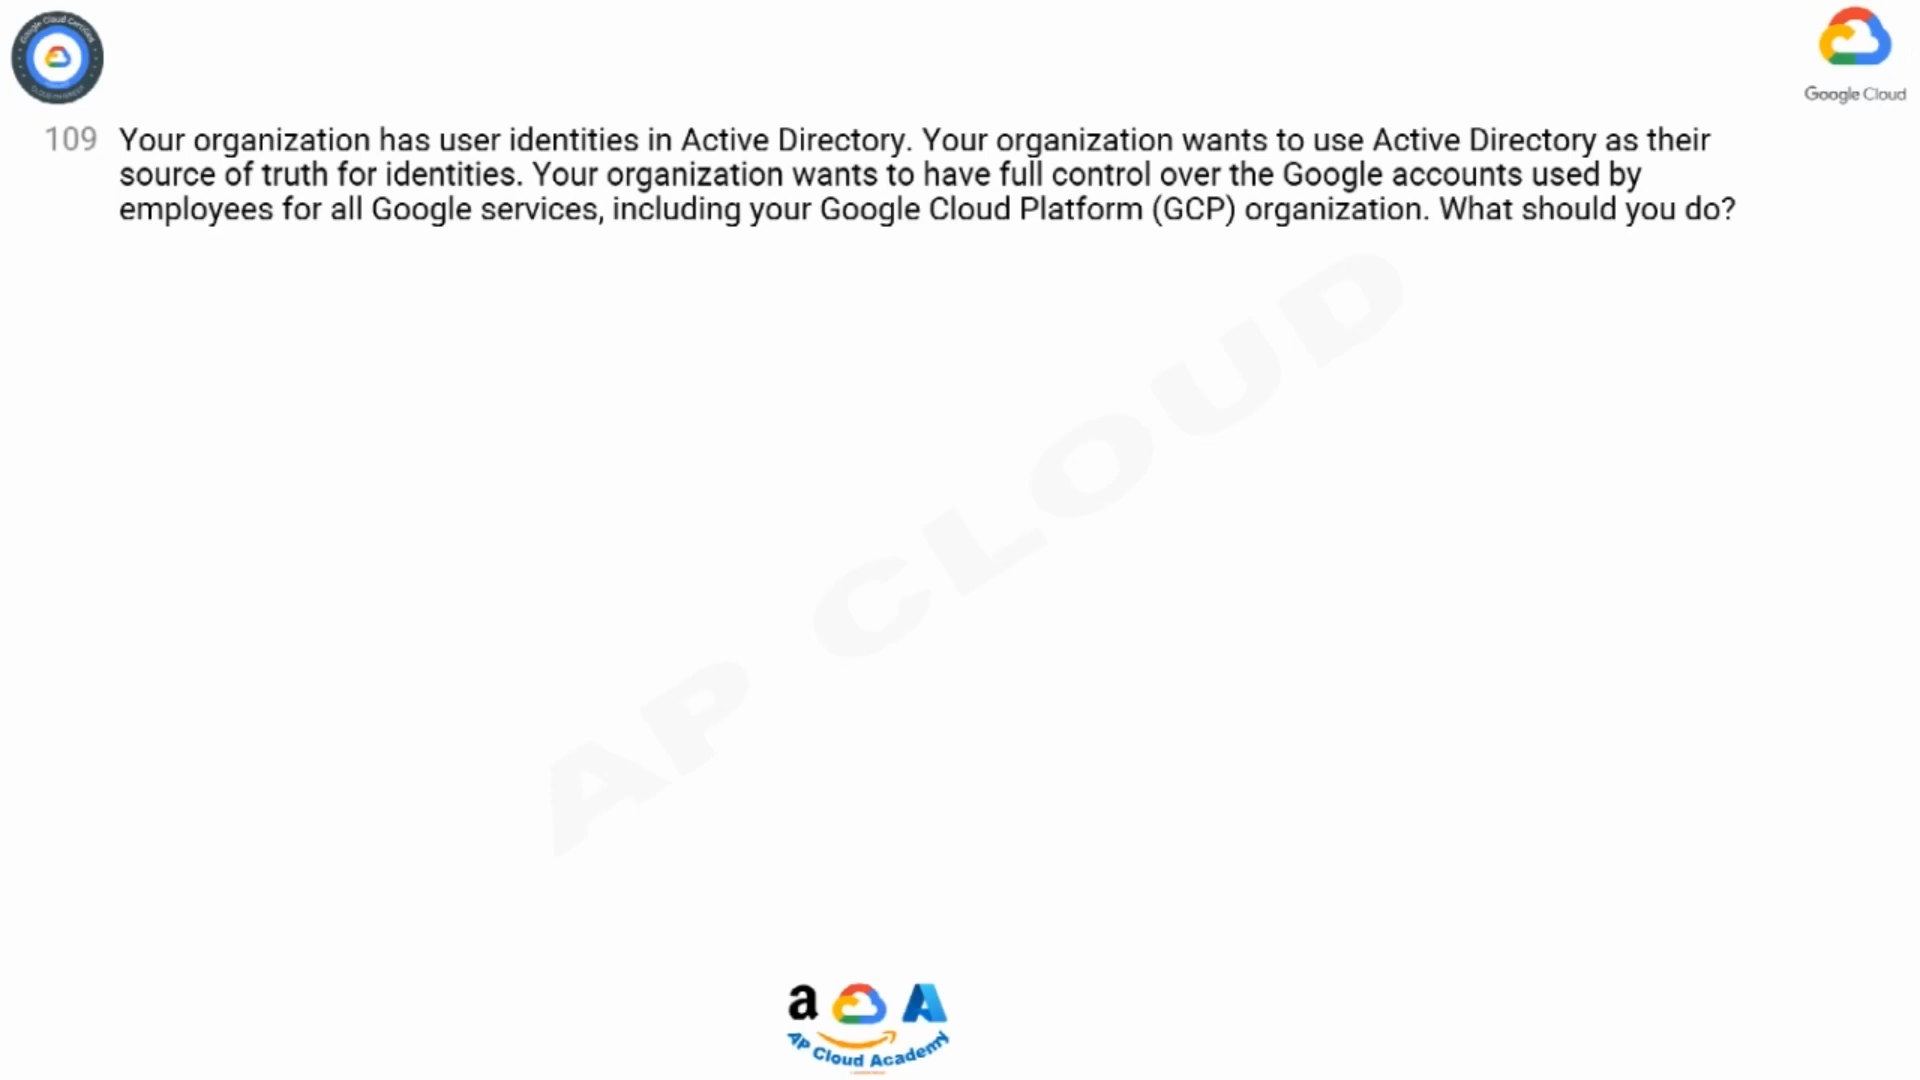 Google Cloud Certified
Google Cloud
109 Your organization has user identities in Active Directory. Your organization wants to use Active Directory as their
source of truth for identities. Your organization wants to have full control over the Google accounts used by
employees for all Google services, including your Google Cloud Platform (GCP) organization. What should you do?
AP CLOUD
a
AP Cloud Academy